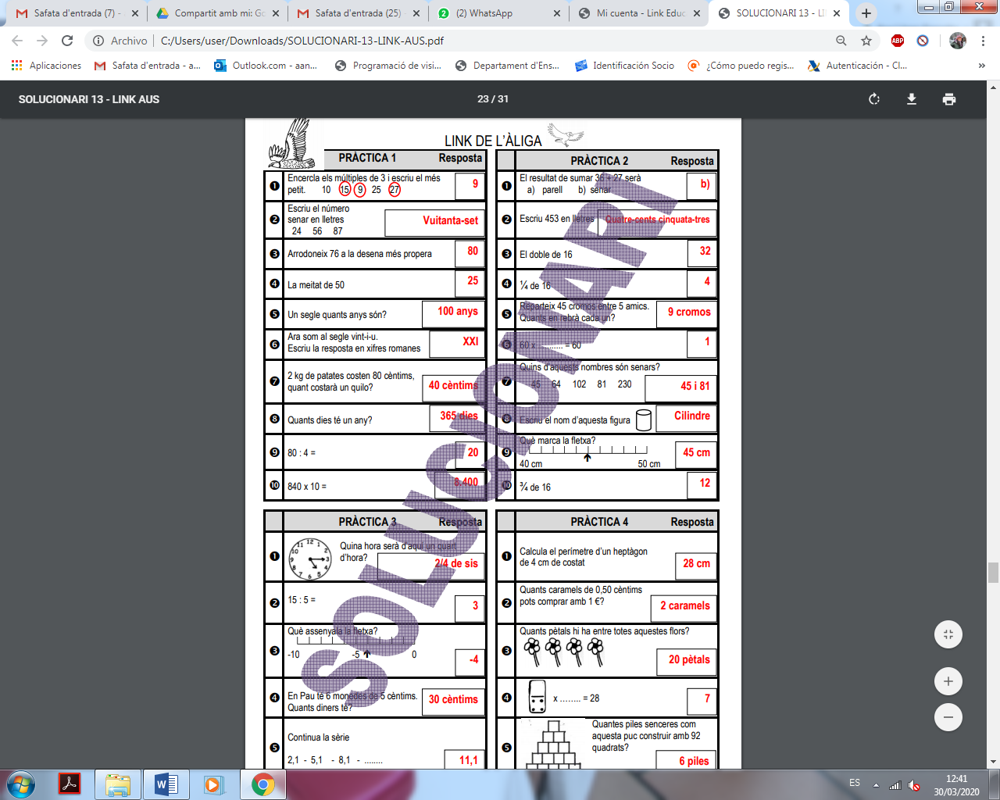 Safata d'entrada (7) -
Compartit amb mi: Go
Safata d'entrada (25)
(2) WhatsApp
Mi cuenta - Link Educ
SOLUCIONARI 13 - LI
Archivo
C:/Users/user/Downloads/SOLUCIONARI-13-LINK-AUS.pdf
ABP
Aplicaciones
Safata d'entrada - a...
Outlook.com - aan...
Programació de visi...
Departament d'Ens...
Identificación Socio
¿Cómo puedo regis...
Autenticación - Cl...
»
SOLUCIONARI 13 - LINK AUS
23 / 31
LINK DE L'ÀLIGA
PRÀCTICA 1 Resposta
1 Encercla els múltiples de 3 i escriu el més
petit. 10 15 9 25 27
9
2 Escriu el número
senar en lletres
24 56 87
Vuitanta-set
3 Arrodoneix 76 a la desena més propera 80
4 La meitat de 50 25
5 Un segle quants anys són? 100 anys
6 Ara som al segle vint-i-u.
Escriu la resposta en xifres romanes
XXI
7 2 kg de patates costen 80 cèntims,
quant costarà un quilo?
40 cèntims
8 Quants dies té un any? 365 dies
9 80 : 4 = 20
10 840 x 10 = 8.400
PRÀCTICA 2 Resposta
1 El resultat de sumar 36 + 27 serà
a) parell b) senar
b)
2 Escriu 453 en lletres Quatre-cents cinquata-tres
3 El doble de 16 32
4 ¼ de 16 4
5 Reparteix 45 cromos entre 5 amics.
Quants en rebrà cada un?
9 cromos
6 60 x .......... = 60 1
7 Quins d'aquests nombres són senars?
45 64 102 81 230
45 i 81
8 Escriu el nom d'aquesta figura Cilindre
9 Què marca la fletxa?
40 cm 50 cm
45 cm
10 ¾ de 16 12
PRÀCTICA 3 Resposta
1 Quina hora serà d'aquí un quart
d'hora?
12 1 2 3 4 5 6 7 8 9 10 11
2/4 de sis
2 15 : 5 = 3
3 Què assenyala la fletxa?
-10 -5 0
-4
4 En Pau té 6 monedes de 5 cèntims.
Quants diners té?
30 cèntims
5 Continua la sèrie
2,1 - 5,1 - 8,1 - ........
11,1
PRÀCTICA 4 Resposta
1 Calcula el perímetre d'un heptàgon
de 4 cm de costat
28 cm
2 Quants caramels de 0,50 cèntims
pots comprar amb 1 €?
2 caramels
3 Quants pètals hi ha entre totes aquestes flors?
20 pètals
4 x ........ = 28 7
5 Quantes piles senceres com
aquesta puc construir amb 92
quadrats?
6 piles
SOLUCIONARI
ES
12:41
30/03/2020